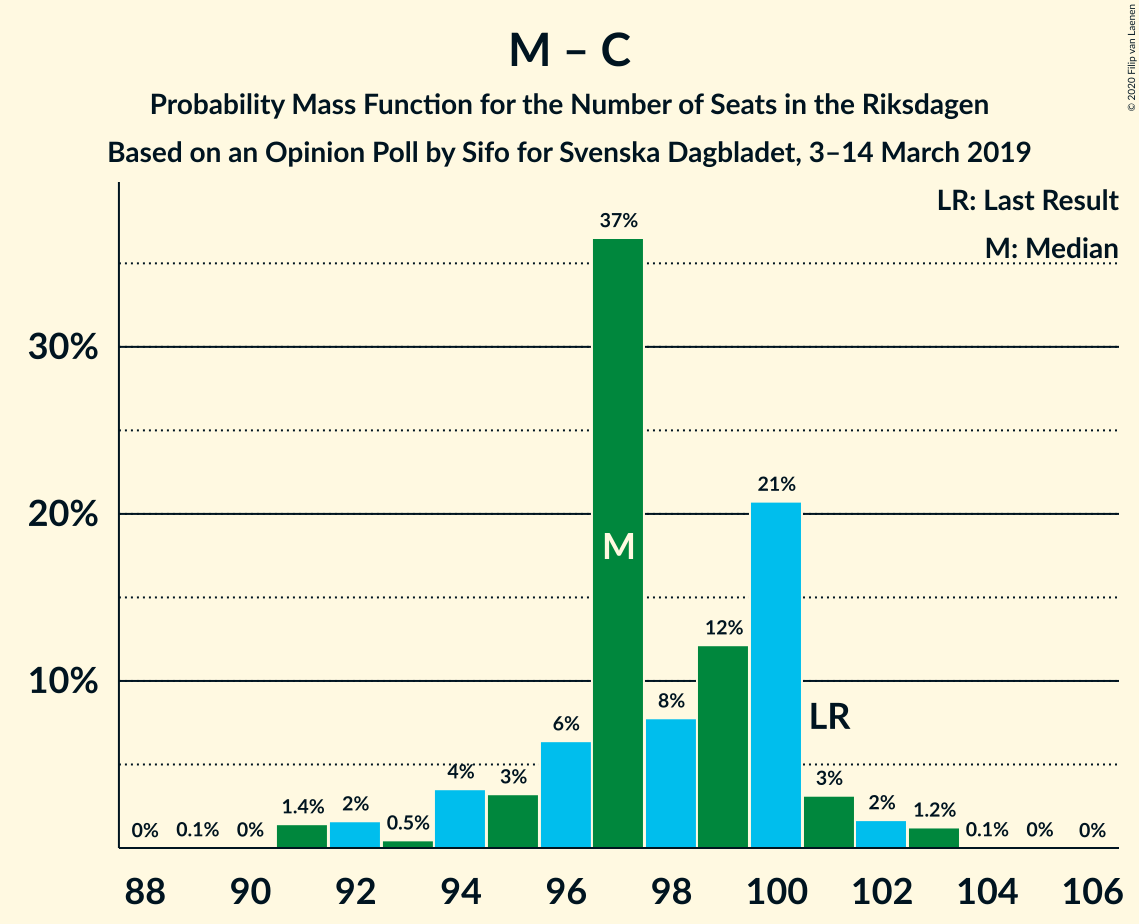 M – C
Probability Mass Function for the Number of Seats in the Riksdagen
Based on an Opinion Poll by Sifo for Svenska Dagbladet, 3–14 March 2019
© 2020 Filip van Laenen
LR: Last Result
M: Median
30%
20%
10%
0%
0.1%
0%
1.4%
2%
0.5%
4%
3%
6%
37%
M
8%
12%
21%
LR
3%
2%
1.2%
0.1%
0%
0%
88 90 92 94 96 98 100 102 104 106